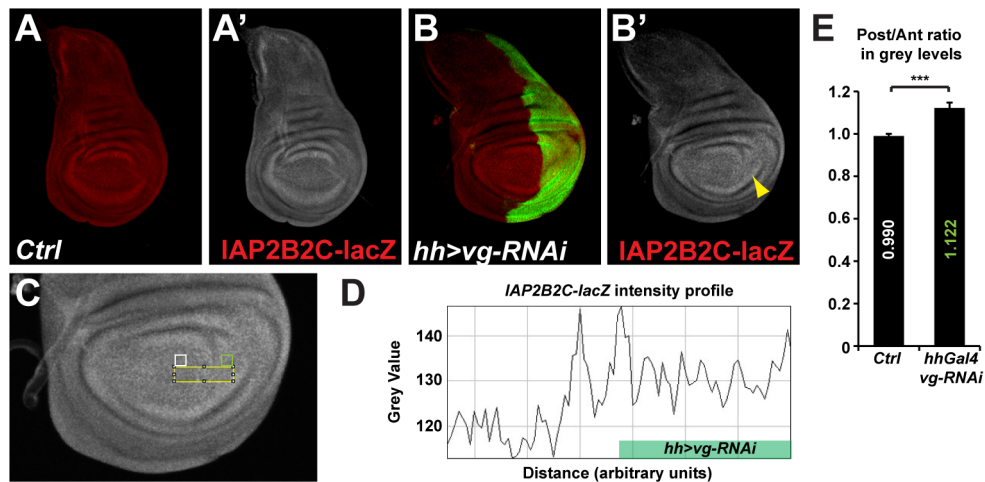 A
A'
B
B'
Ctrl
IAP2B2C-lacZ
hh>vg-RNAi
IAP2B2C-lacZ
C
D
IAP2B2C-lacZ intensity profile
Grey Value
140
130
120
hh>vg-RNAi
Distance (arbitrary units)
E
Post/Ant ratio
in grey levels
***
1.2
1.0
0.8
0.6
0.4
0.2
0
0.990
1.122
Ctrl
hhGal4
vg-RNAi